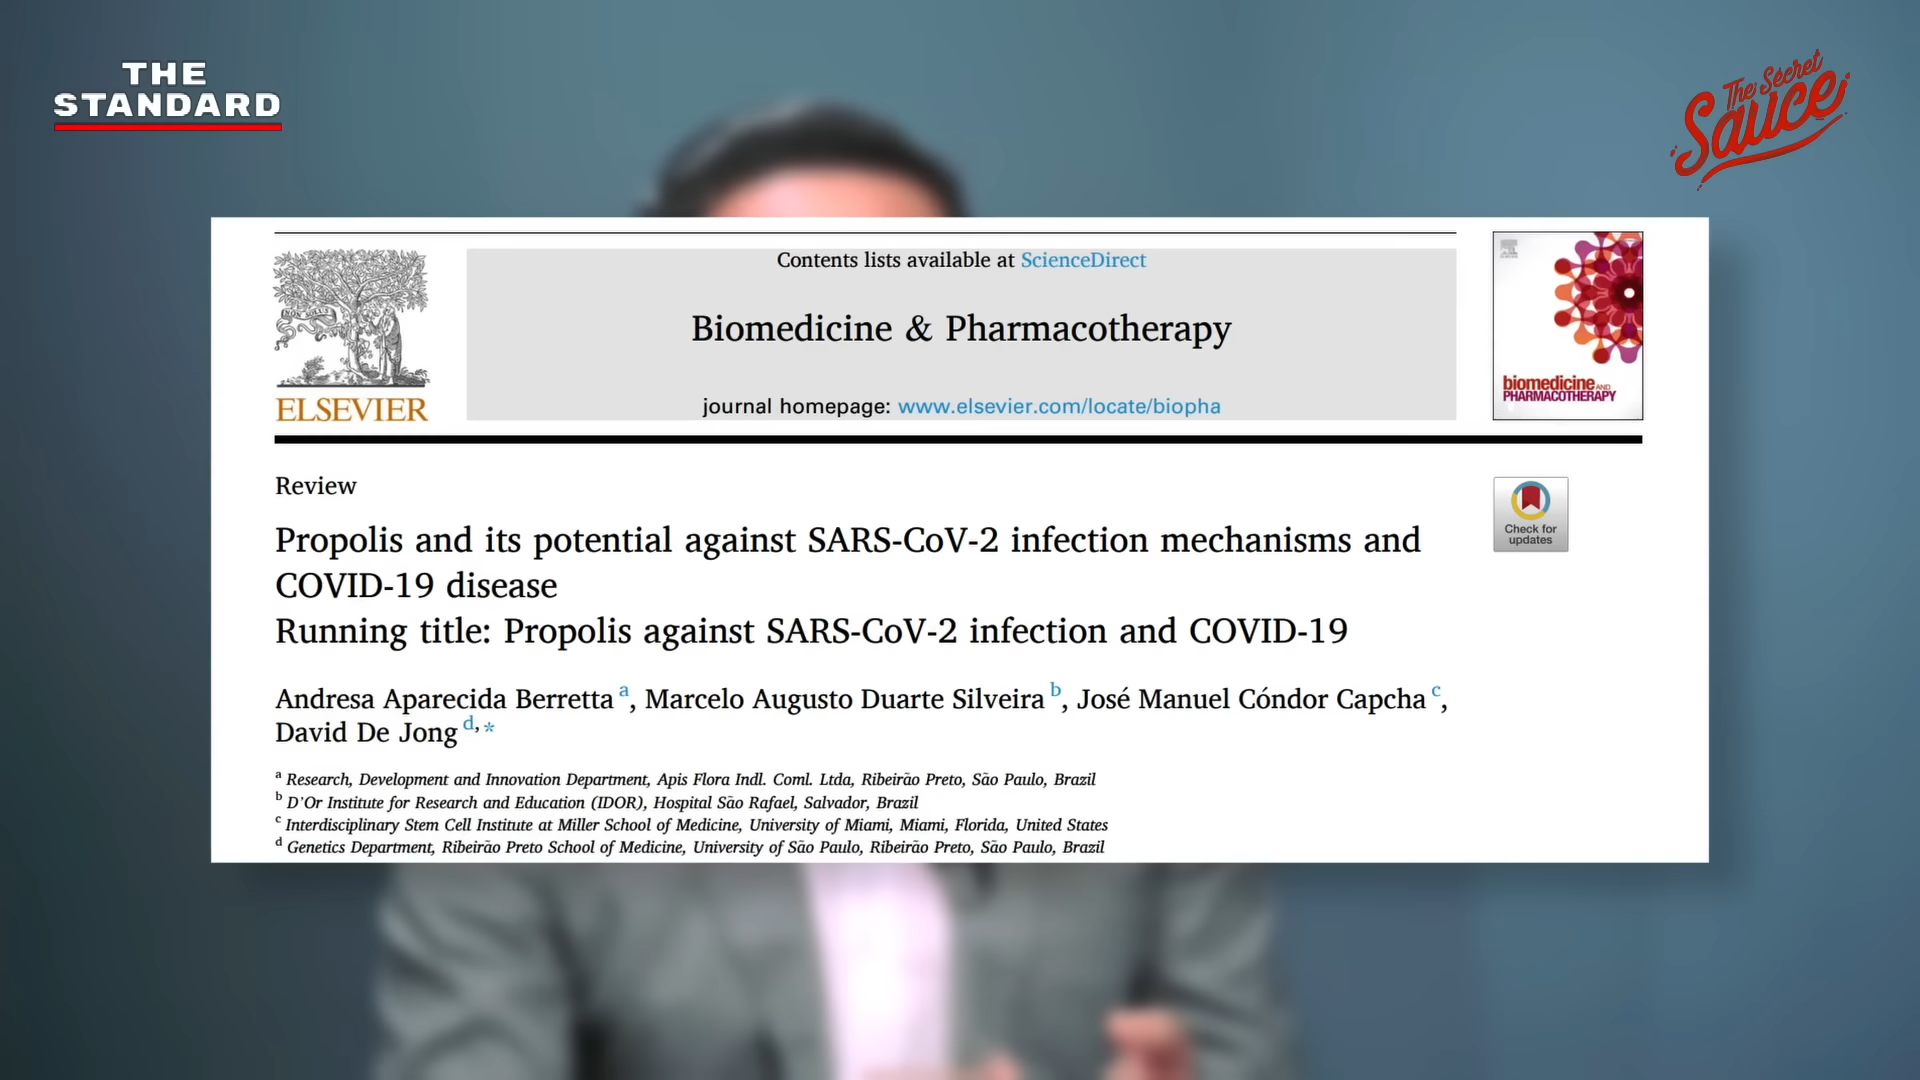 THE
STANDARD
The Secret
Sauce
Contents lists available at ScienceDirect
Biomedicine & Pharmacotherapy
journal homepage: www.elsevier.com/locate/biopha
NON SOLUS
ELSEVIER
biomedicine AND
PHARMACOTHERAPY
Review
Check for
updates
Propolis and its potential against SARS-CoV-2 infection mechanisms and
COVID-19 disease
Running title: Propolis against SARS-CoV-2 infection and COVID-19
Andresa Aparecida Berretta a, Marcelo Augusto Duarte Silveira b, José Manuel Cóndor Capcha c,
David De Jong d,*
a Research, Development and Innovation Department, Apis Flora Indl. Coml. Ltda, Ribeirão Preto, São Paulo, Brazil
b D'Or Institute for Research and Education (IDOR), Hospital São Rafael, Salvador, Brazil
c Interdisciplinary Stem Cell Institute at Miller School of Medicine, University of Miami, Miami, Florida, United States
d Genetics Department, Ribeirão Preto School of Medicine, University of São Paulo, Ribeirão Preto, São Paulo, Brazil